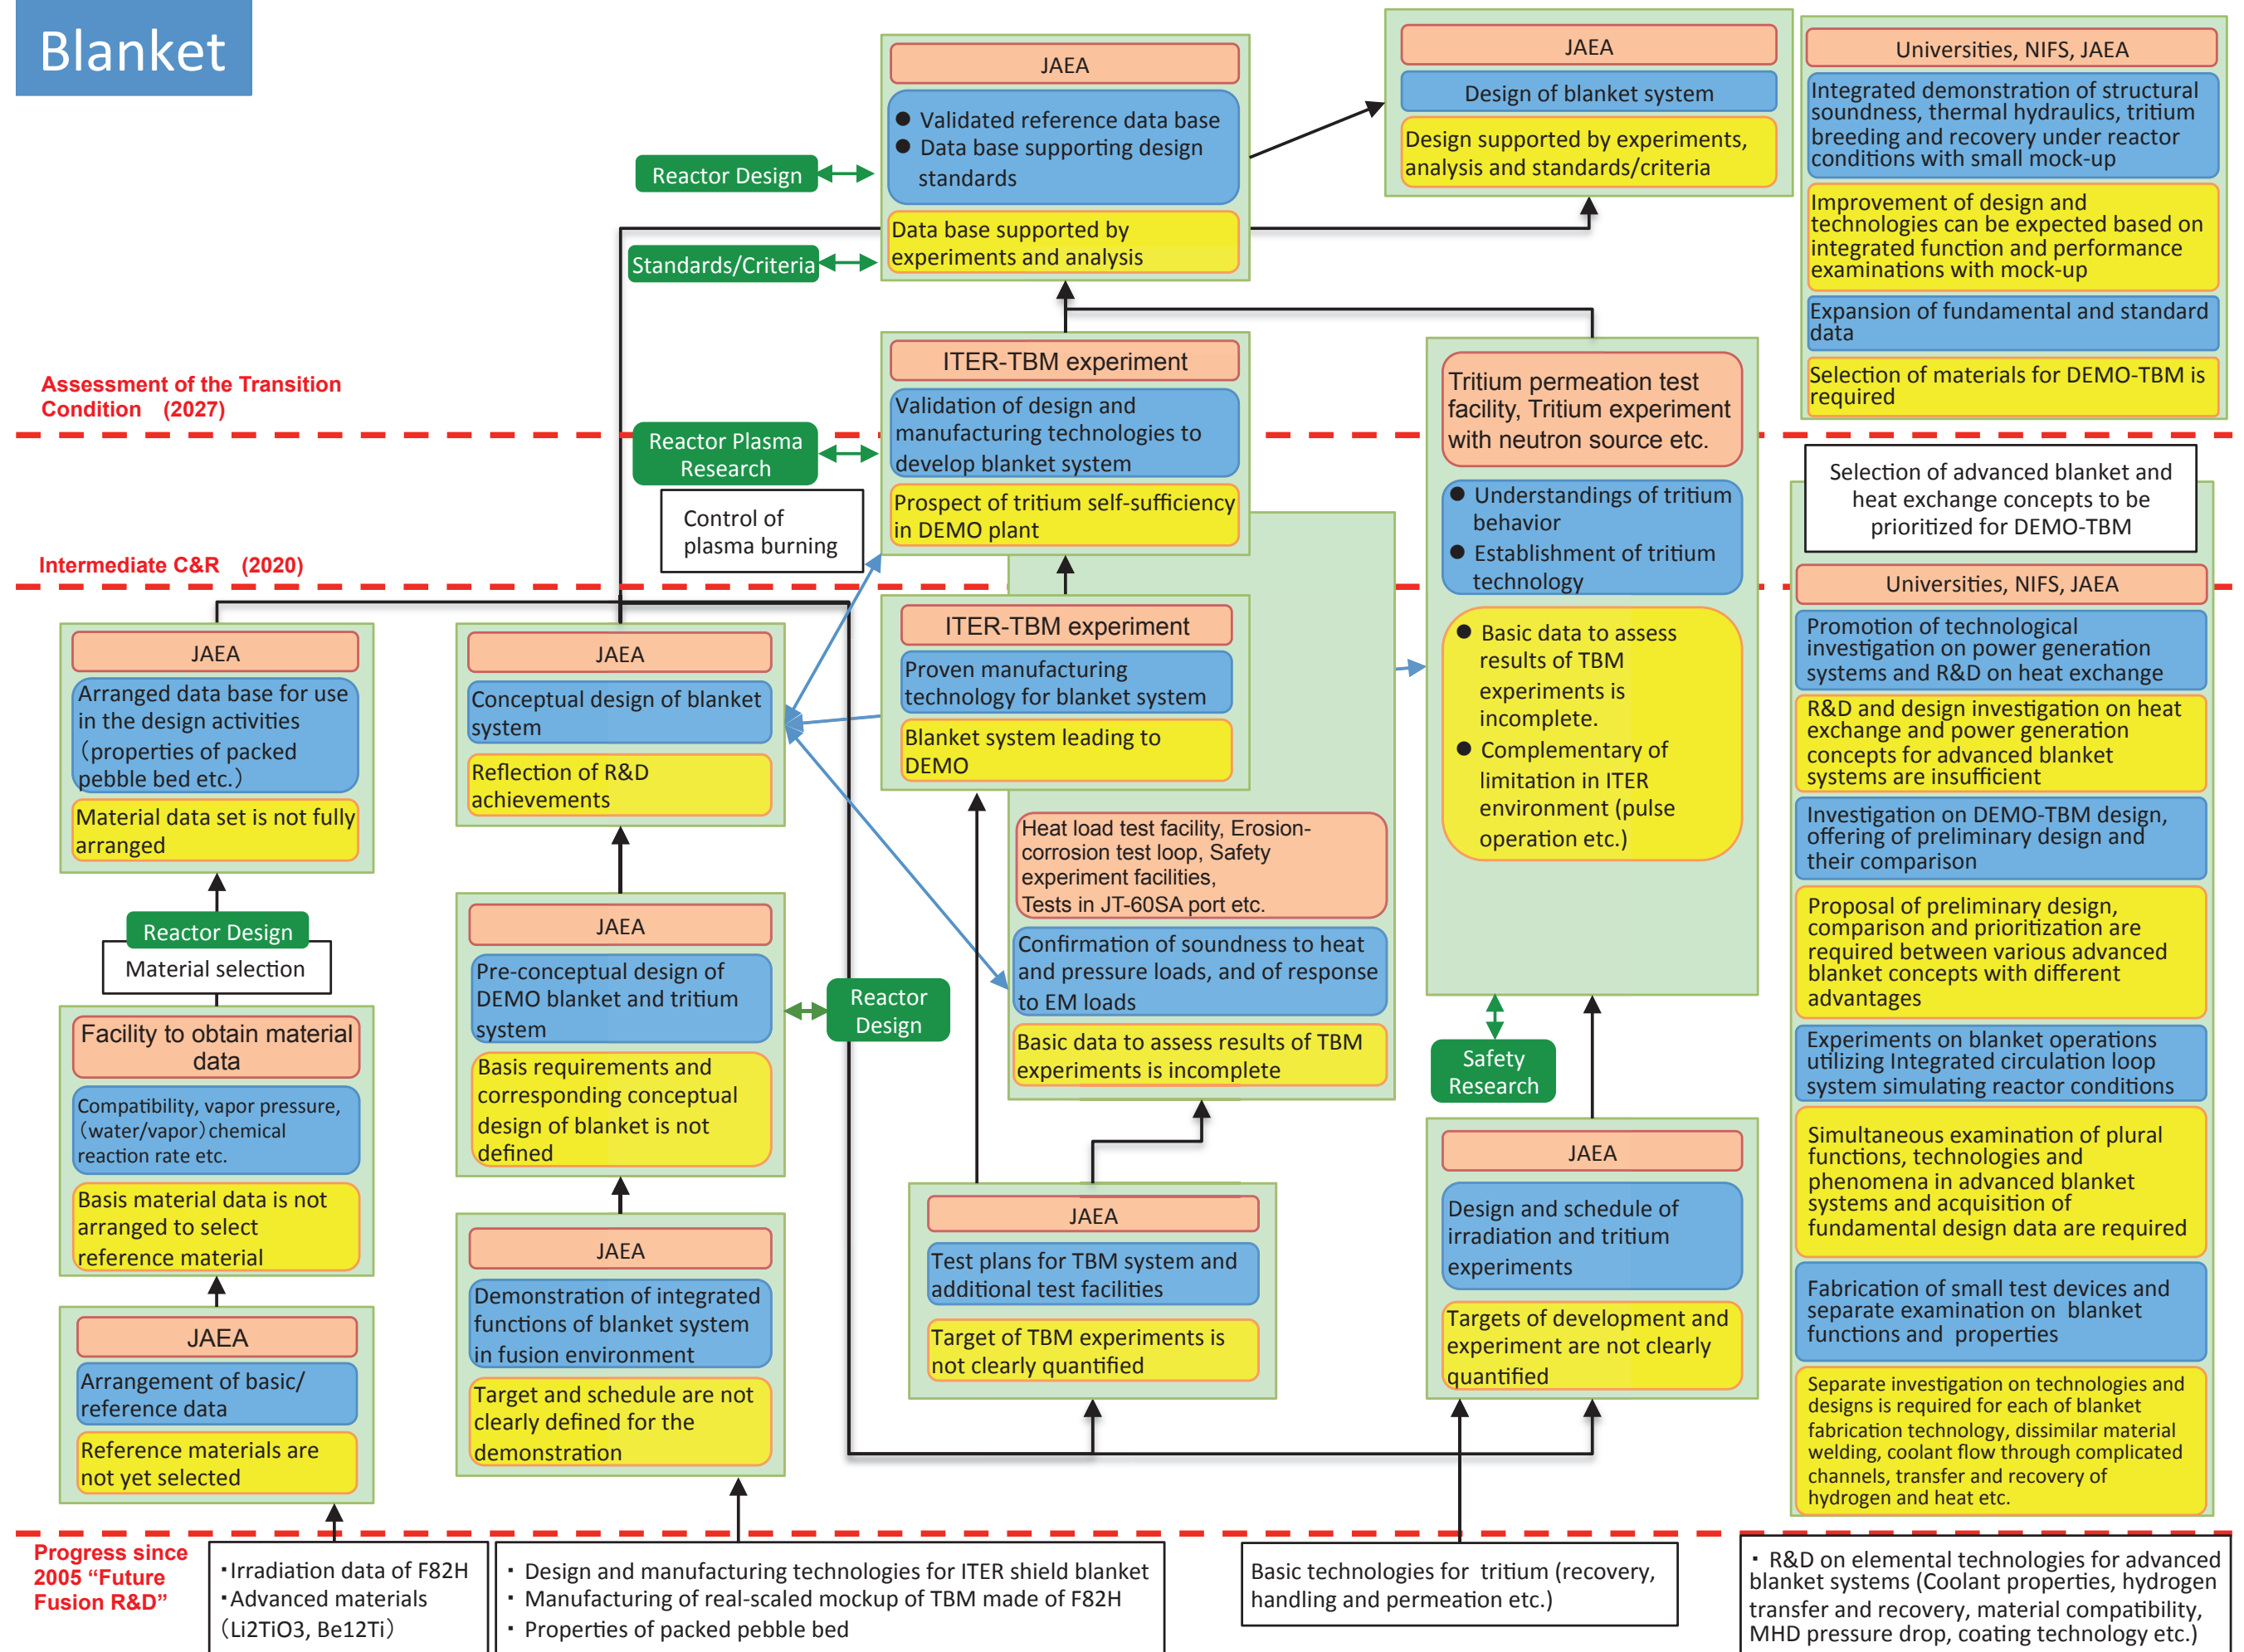 Blanket
JAEA
● Validated reference data base
● Data base supporting design
standards
Data base supported by
experiments and analysis
Reactor Design
Standards/Criteria
JAEA
Design of blanket system
Design supported by experiments,
analysis and standards/criteria
Universities, NIFS, JAEA
Integrated demonstration of structural
soundness, thermal hydraulics, tritium
breeding and recovery under reactor
conditions with small mock-up
Improvement of design and
technologies can be expected based on
integrated function and performance
examinations with mock-up
Expansion of fundamental and standard
data
Selection of materials for DEMO-TBM is
required
Assessment of the Transition
Condition (2027)
ITER-TBM experiment
Validation of design and
manufacturing technologies to
develop blanket system
Prospect of tritium self-sufficiency
in DEMO plant
Reactor Plasma
Research
Control of
plasma burning
Tritium permeation test
facility, Tritium experiment
with neutron source etc.
● Understandings of tritium
behavior
● Establishment of tritium
technology
● Basic data to assess
results of TBM
experiments is
incomplete.
● Complementary of
limitation in ITER
environment (pulse
operation etc.)
Selection of advanced blanket and
heat exchange concepts to be
prioritized for DEMO-TBM
Intermediate C&R (2020)
JAEA
Arranged data base for use
in the design activities
(properties of packed
pebble bed etc.)
Material data set is not fully
arranged
Reactor Design
Material selection
Facility to obtain material
data
Compatibility, vapor pressure,
(water/vapor)chemical
reaction rate etc.
Basis material data is not
arranged to select
reference material
JAEA
Arrangement of basic/
reference data
Reference materials are
not yet selected
JAEA
Conceptual design of blanket
system
Reflection of R&D
achievements
JAEA
Pre-conceptual design of
DEMO blanket and tritium
system
Basis requirements and
corresponding conceptual
design of blanket is not
defined
Reactor
Design
JAEA
Demonstration of integrated
functions of blanket system
in fusion environment
Target and schedule are not
clearly defined for the
demonstration
ITER-TBM experiment
Proven manufacturing
technology for blanket system
Blanket system leading to
DEMO
Heat load test facility, Erosion-
corrosion test loop, Safety
experiment facilities,
Tests in JT-60SA port etc.
Confirmation of soundness to heat
and pressure loads, and of response
to EM loads
Basic data to assess results of TBM
experiments is incomplete
JAEA
Test plans for TBM system and
additional test facilities
Target of TBM experiments is
not clearly quantified
Safety
Research
JAEA
Design and schedule of
irradiation and tritium
experiments
Targets of development and
experiment are not clearly
quantified
Universities, NIFS, JAEA
Promotion of technological
investigation on power generation
systems and R&D on heat exchange
R&D and design investigation on heat
exchange and power generation
concepts for advanced blanket
systems are insufficient
Investigation on DEMO-TBM design,
offering of preliminary design and
their comparison
Proposal of preliminary design,
comparison and prioritization are
required between various advanced
blanket concepts with different
advantages
Experiments on blanket operations
utilizing Integrated circulation loop
system simulating reactor conditions
Simultaneous examination of plural
functions, technologies and
phenomena in advanced blanket
systems and acquisition of
fundamental design data are required
Fabrication of small test devices and
separate examination on blanket
functions and properties
Separate investigation on technologies and
designs is required for each of blanket
fabrication technology, dissimilar material
welding, coolant flow through complicated
channels, transfer and recovery of
hydrogen and heat etc.
Progress since
2005 “Future
Fusion R&D”
・Irradiation data of F82H
・Advanced materials
(Li2TiO3, Be12Ti)
・ Design and manufacturing technologies for ITER shield blanket
・ Manufacturing of real-scaled mockup of TBM made of F82H
・ Properties of packed pebble bed
Basic technologies for tritium (recovery,
handling and permeation etc.)
・ R&D on elemental technologies for advanced
blanket systems (Coolant properties, hydrogen
transfer and recovery, material compatibility,
MHD pressure drop, coating technology etc.)